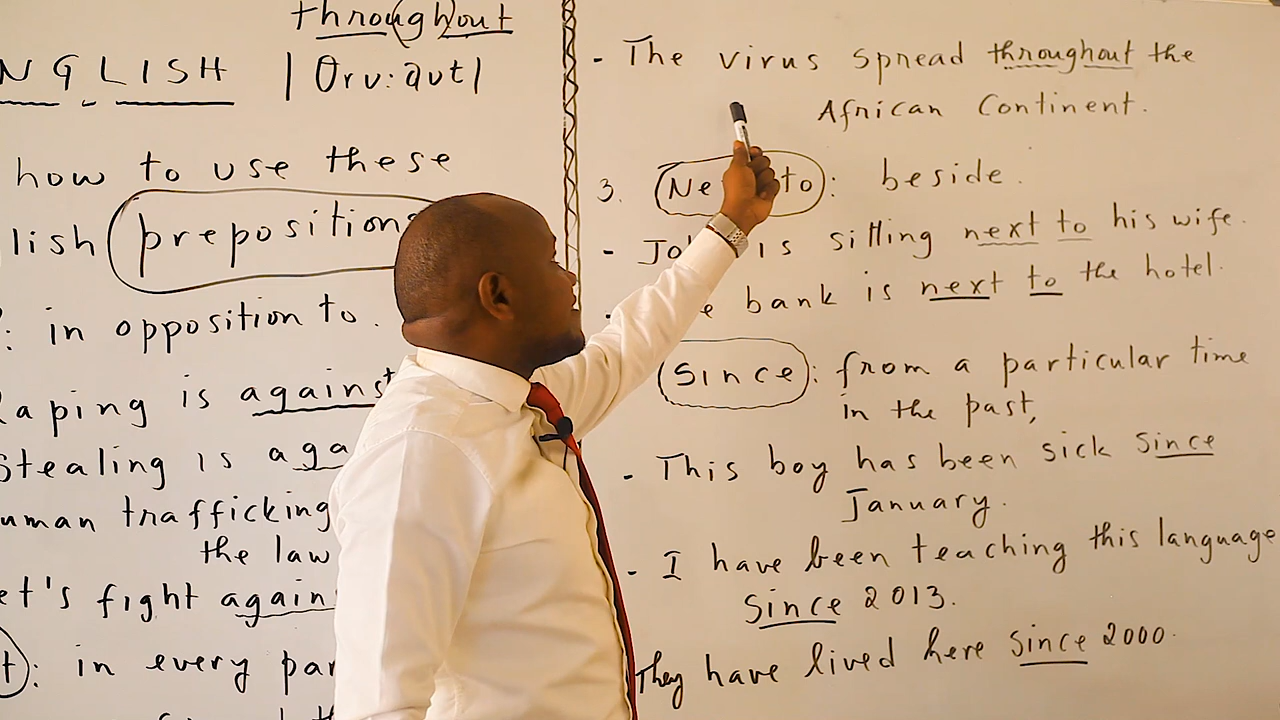 throughout
NGLISH |Oru:aut|
how to use these
lish prepositions
: in opposition to.
aping is against
stealing is aga
uman trafficking
the law
et's fight again
t: in every par
- The virus spread throughout the
African Continent.
3. Ne to: beside.
- Jo is sitting next to his wife.
e bank is next to the hotel.
Since: from a particular time
in the past,
- This boy has been sick since
January.
- I have been teaching this language
since 2013.
They have lived here since 2000.